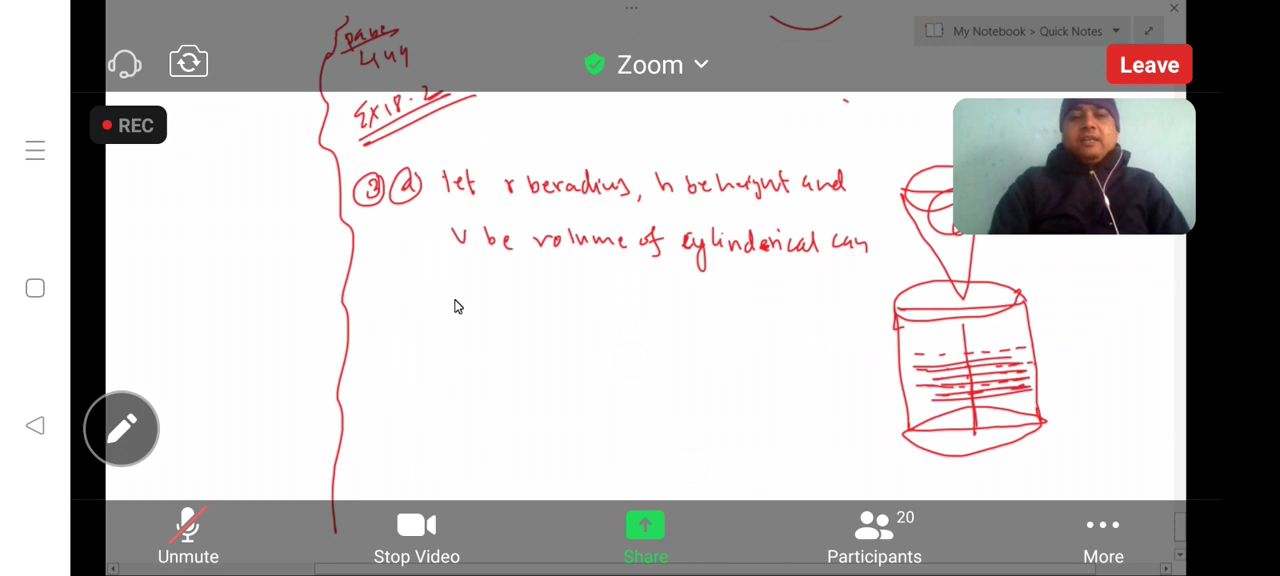 page
444
My Notebook > Quick Notes
Zoom
Leave
REC
Ex 18.2
3 a let r be radius, h be height and
V be volume of cylinderical can
Unmute
Stop Video
Share
20
Participants
More